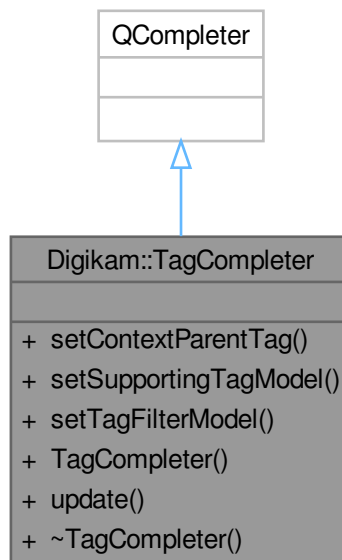 QCompleter
Digikam::TagCompleter
+ setContextParentTag()
+ setSupportingTagModel()
+ setTagFilterModel()
+ TagCompleter()
+ update()
+ ~TagCompleter()